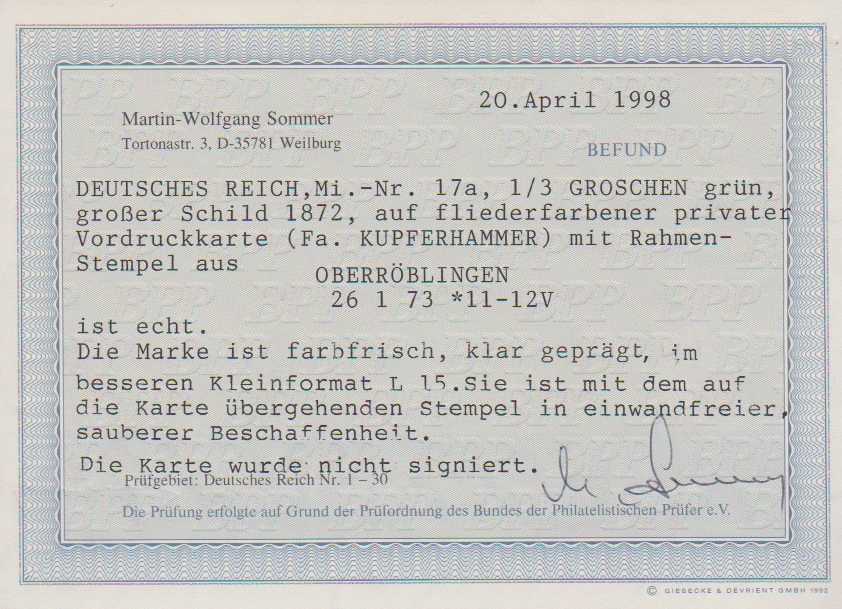 20.April 1998
Martin-Wolfgang Sommer
Tortonastr. 3, D-35781 Weilburg
BEFUND
DEUTSCHES REICH,Mi.-Nr. 17a, 1/3 GROSCHEN grün,
großer Schild 1872, auf fliederfarbener privater
Vordruckkarte (Fa. KUPFERHAMMER) mit Rahmen-
Stempel aus
OBERRÖBLINGEN
26 1 73 *11-12V
ist echt.
Die Marke ist farbfrisch, klar geprägt, im
besseren Kleinformat L 15.Sie ist mit dem auf
die Karte übergehenden Stempel in einwandfreier,
sauberer Beschaffenheit.
Die Karte wurde nicht signiert.
Prüfgebiet: Deutsches Reich Nr. 1 – 30
Die Prüfung erfolgte auf Grund der Prüfordnung des Bundes der Philatelistischen Prüfer e.V.
© GIESECKE & DEVRIENT GMBH 1992